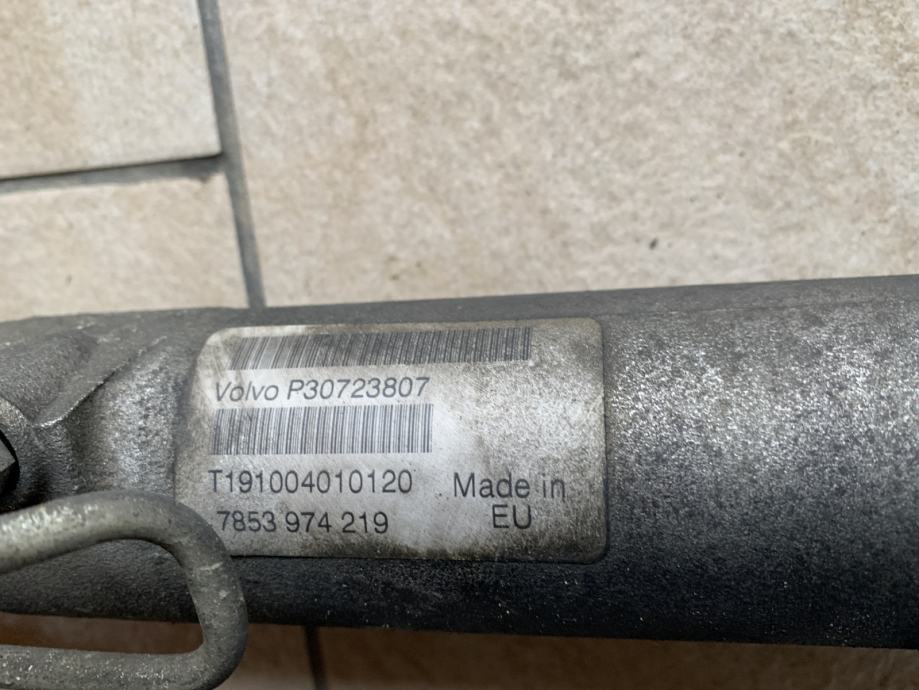 Volvo P30723807
T191004010120
Made in
EU
7853 974 219